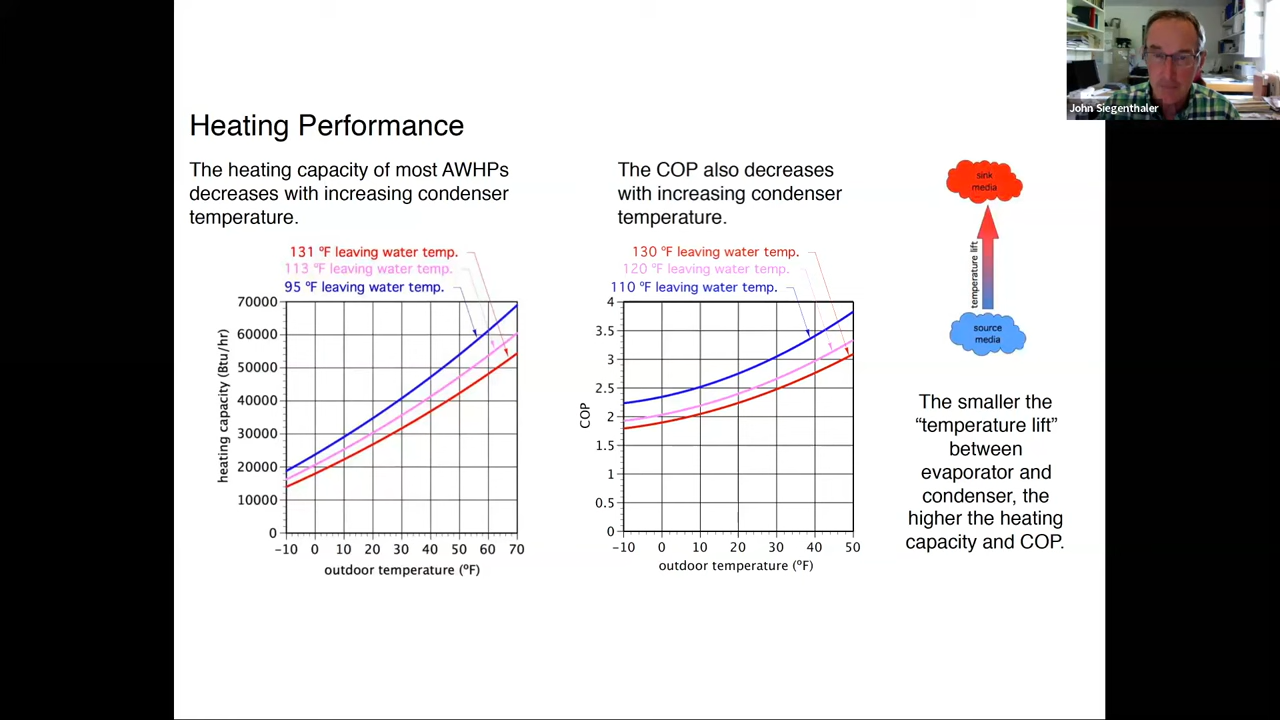 John Siegenthaler
Heating Performance
The heating capacity of most AWHPs
decreases with increasing condenser
temperature.
131 ºF leaving water temp.
113 ºF leaving water temp.
95 ºF leaving water temp.
70000
60000
50000
40000
30000
20000
10000
0
heating capacity (Btu/hr)
-10 0 10 20 30 40 50 60 70
outdoor temperature (ºF)
The COP also decreases
with increasing condenser
temperature.
130 ºF leaving water temp.
120 ºF leaving water temp.
110 ºF leaving water temp.
4
3.5
3
2.5
2
1.5
1
0.5
0
COP
-10 0 10 20 30 40 50
outdoor temperature (ºF)
sink
media
temperature lift
source
media
The smaller the
“temperature lift”
between
evaporator and
condenser, the
higher the heating
capacity and COP.